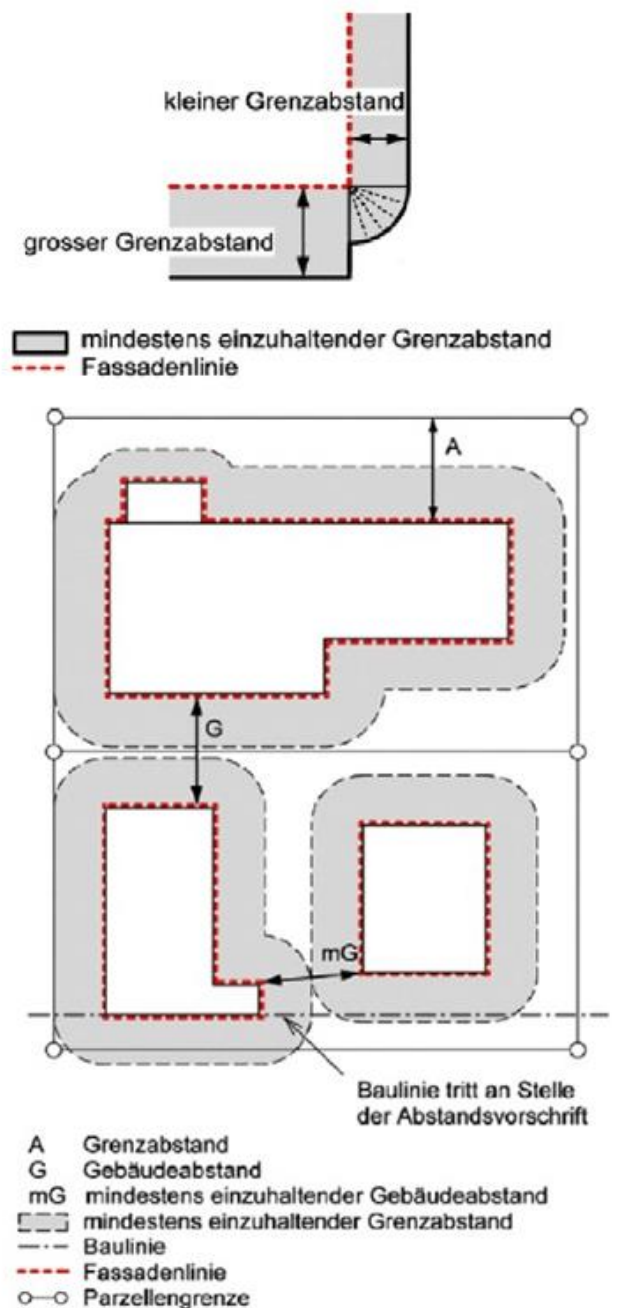 kleiner Grenzabstand
grosser Grenzabstand
mindestens einzuhaltender Grenzabstand
Fassadenlinie
A
G
mG
Baulinie tritt an Stelle
der Abstandsvorschrift
A Grenzabstand
G Gebäudeabstand
mG mindestens einzuhaltender Gebäudeabstand
mindestens einzuhaltender Grenzabstand
Baulinie
Fassadenlinie
Parzellengrenze